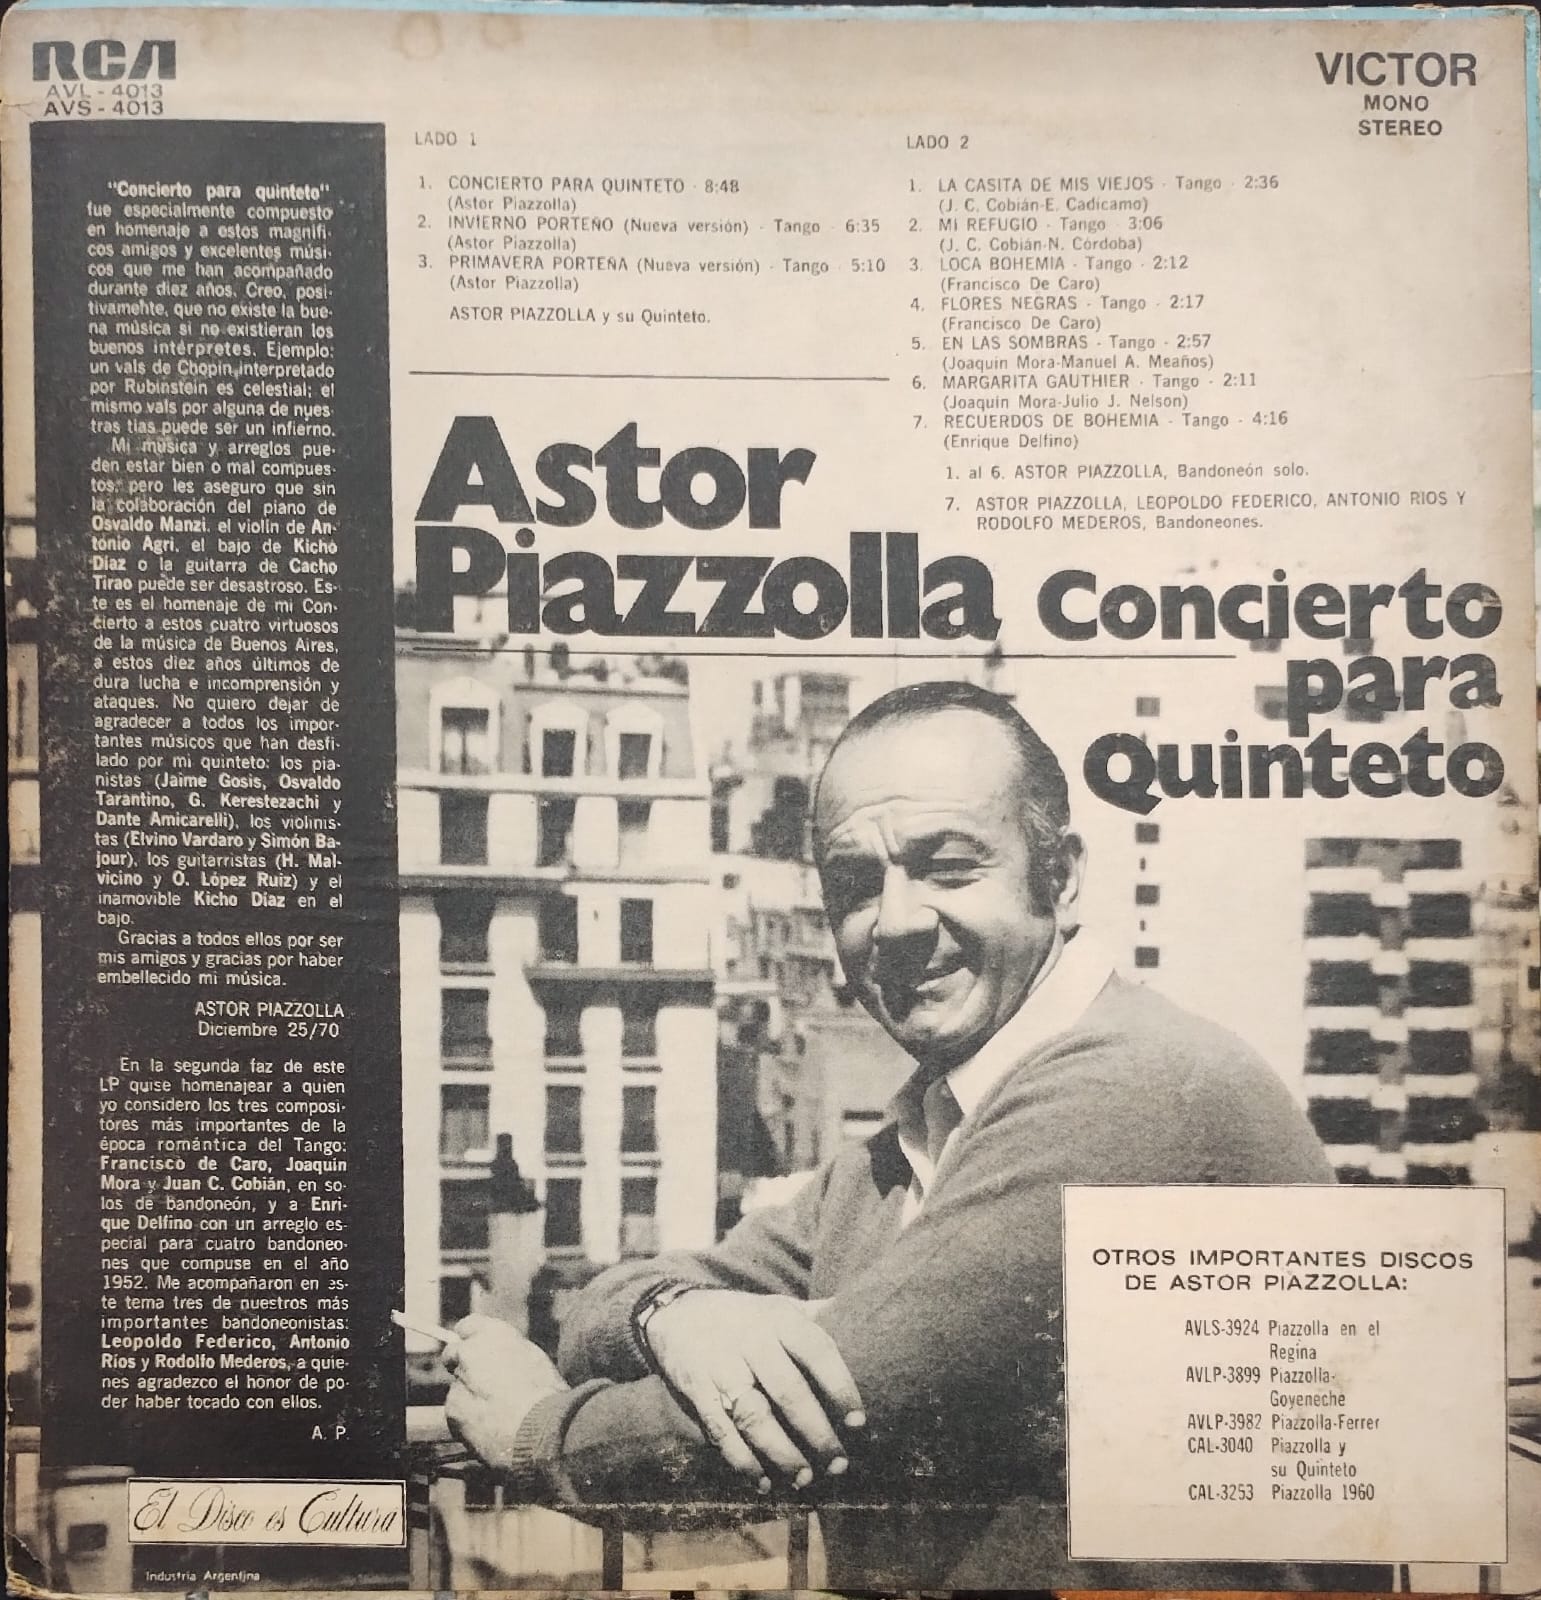 RCA
AVL - 4013
AVS - 4013
VICTOR
MONO
STEREO
"Concierto para quinteto"
fue especialmente compuesto
en homenaje a estos magnifi-
cos amigos y excelentes músi-
cos que me han acompañado
durante diez años. Creo, posi-
tivamente, que no existe la bue-
na música si no existieran los
buenos intérpretes. Ejemplo:
un vals de Chopin interpretado
por Rubinstein es celestial; el
mismo vals por alguna de nues-
tras tías puede ser un infierno.
Mi música y arreglos pue-
den estar bien o mal compues-
tos, pero les aseguro que sin
la colaboración del piano de
Osvaldo Manzi, el violín de An-
tonio Agri, el bajo de Kicho
Díaz o la guitarra de Cacho
Tirao puede ser desastroso. Es-
te es el homenaje de mi Con-
cierto a estos cuatro virtuosos
de la música de Buenos Aires,
a estos diez años últimos de
dura lucha e incomprensión y
ataques. No quiero dejar de
agradecer a todos los impor-
tantes músicos que han desfi-
lado por mi quinteto: los pia-
nistas (Jaime Gosis, Osvaldo
Tarantino, G. Kerestezachi y
Dante Amicarelli), los violinis-
tas (Elvino Vardaro y Simón Ba-
jour), los guitarristas (H. Mal-
vicino y O. López Ruiz) y el
inamovible Kicho Díaz en el
bajo.
Gracias a todos ellos por ser
mis amigos y gracias por haber
embellecido mi música.
ASTOR PIAZZOLLA
Diciembre 25/70
En la segunda faz de este
LP quise homenajear a quien
yo considero los tres composi-
tores más importantes de la
época romántica del Tango:
Francisco de Caro, Joaquín
Mora y Juan C. Cobián, en so-
los de bandoneón, y a Enri-
que Delfino con un arreglo es-
pecial para cuatro bandoneo-
nes que compuse en el año
1952. Me acompañaron en es-
te tema tres de nuestros más
importantes bandoneonistas:
Leopoldo Federico, Antonio
Ríos y Rodolfo Mederos, a quie-
nes agradezco el honor de po-
der haber tocado con ellos.
A. P.
El Disco es Cultura
Industria Argentina
LADO 1
1. CONCIERTO PARA QUINTETO - 8:48
(Astor Piazzolla)
2. INVIERNO PORTEÑO (Nueva versión) - Tango - 6:35
(Astor Piazzolla)
3. PRIMAVERA PORTEÑA (Nueva versión) - Tango - 5:10
(Astor Piazzolla)
ASTOR PIAZZOLLA y su Quinteto.
LADO 2
1. LA CASITA DE MIS VIEJOS - Tango - 2:36
(J. C. Cobián-E. Cadícamo)
2. MI REFUGIO - Tango - 3:06
(J. C. Cobián-N. Córdoba)
3. LOCA BOHEMIA - Tango - 2:12
(Francisco De Caro)
4. FLORES NEGRAS - Tango - 2:17
(Francisco De Caro)
5. EN LAS SOMBRAS - Tango - 2:57
(Joaquín Mora-Manuel A. Meaños)
6. MARGARITA GAUTHIER - Tango - 2:11
(Joaquín Mora-Julio J. Nelson)
7. RECUERDOS DE BOHEMIA - Tango - 4:16
(Enrique Delfino)
1. al 6. ASTOR PIAZZOLLA, Bandoneón solo.
7. ASTOR PIAZZOLLA, LEOPOLDO FEDERICO, ANTONIO RIOS Y
RODOLFO MEDEROS, Bandoneones.
Astor
Piazzolla Concierto
para
Quinteto
OTROS IMPORTANTES DISCOS
DE ASTOR PIAZZOLLA:
AVLS-3924 Piazzolla en el
Regina
AVLP-3899 Piazzolla-
Goyeneche
AVLP-3982 Piazzolla-Ferrer
CAL-3040 Piazzolla y
su Quinteto
CAL-3253 Piazzolla 1960